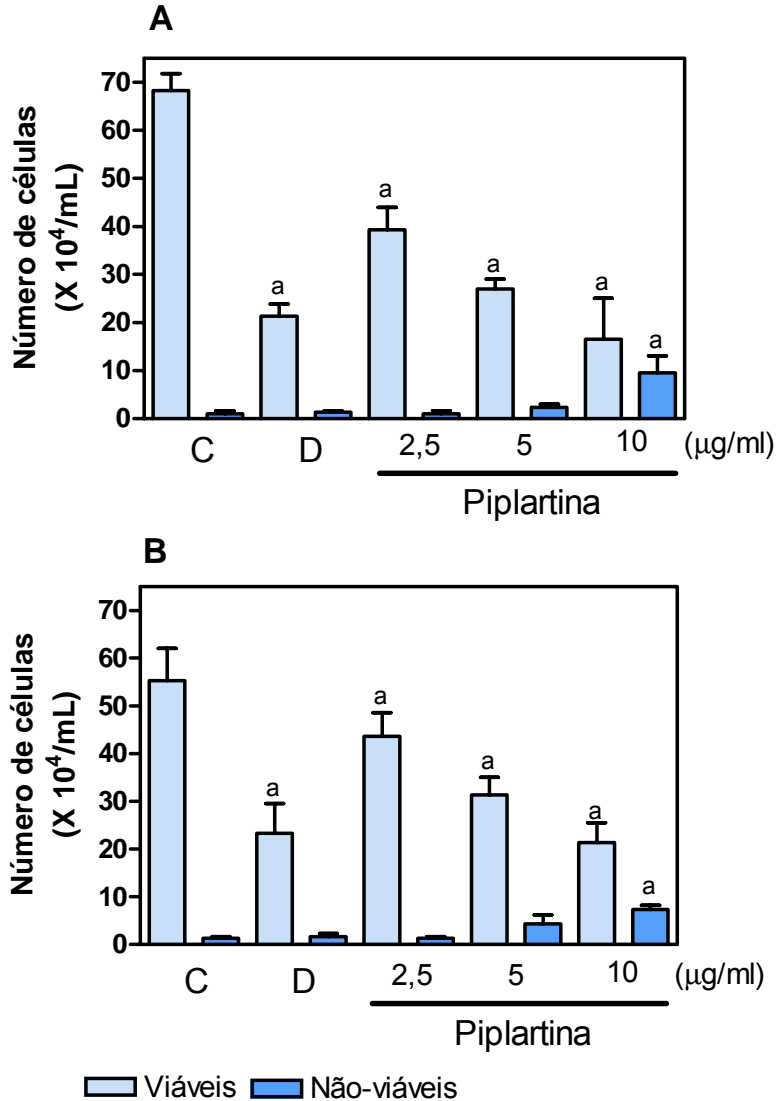 A
Número de células
(X 10⁴/mL)
70
60
50
40
30
20
10
0
a
a
a
a
a
C
D
2,5
5
10
(µg/ml)
Piplartina
B
Número de células
(X 10⁴/mL)
70
60
50
40
30
20
10
0
a
a
a
a
a
C
D
2,5
5
10
(µg/ml)
Piplartina
Viáveis
Não-viáveis